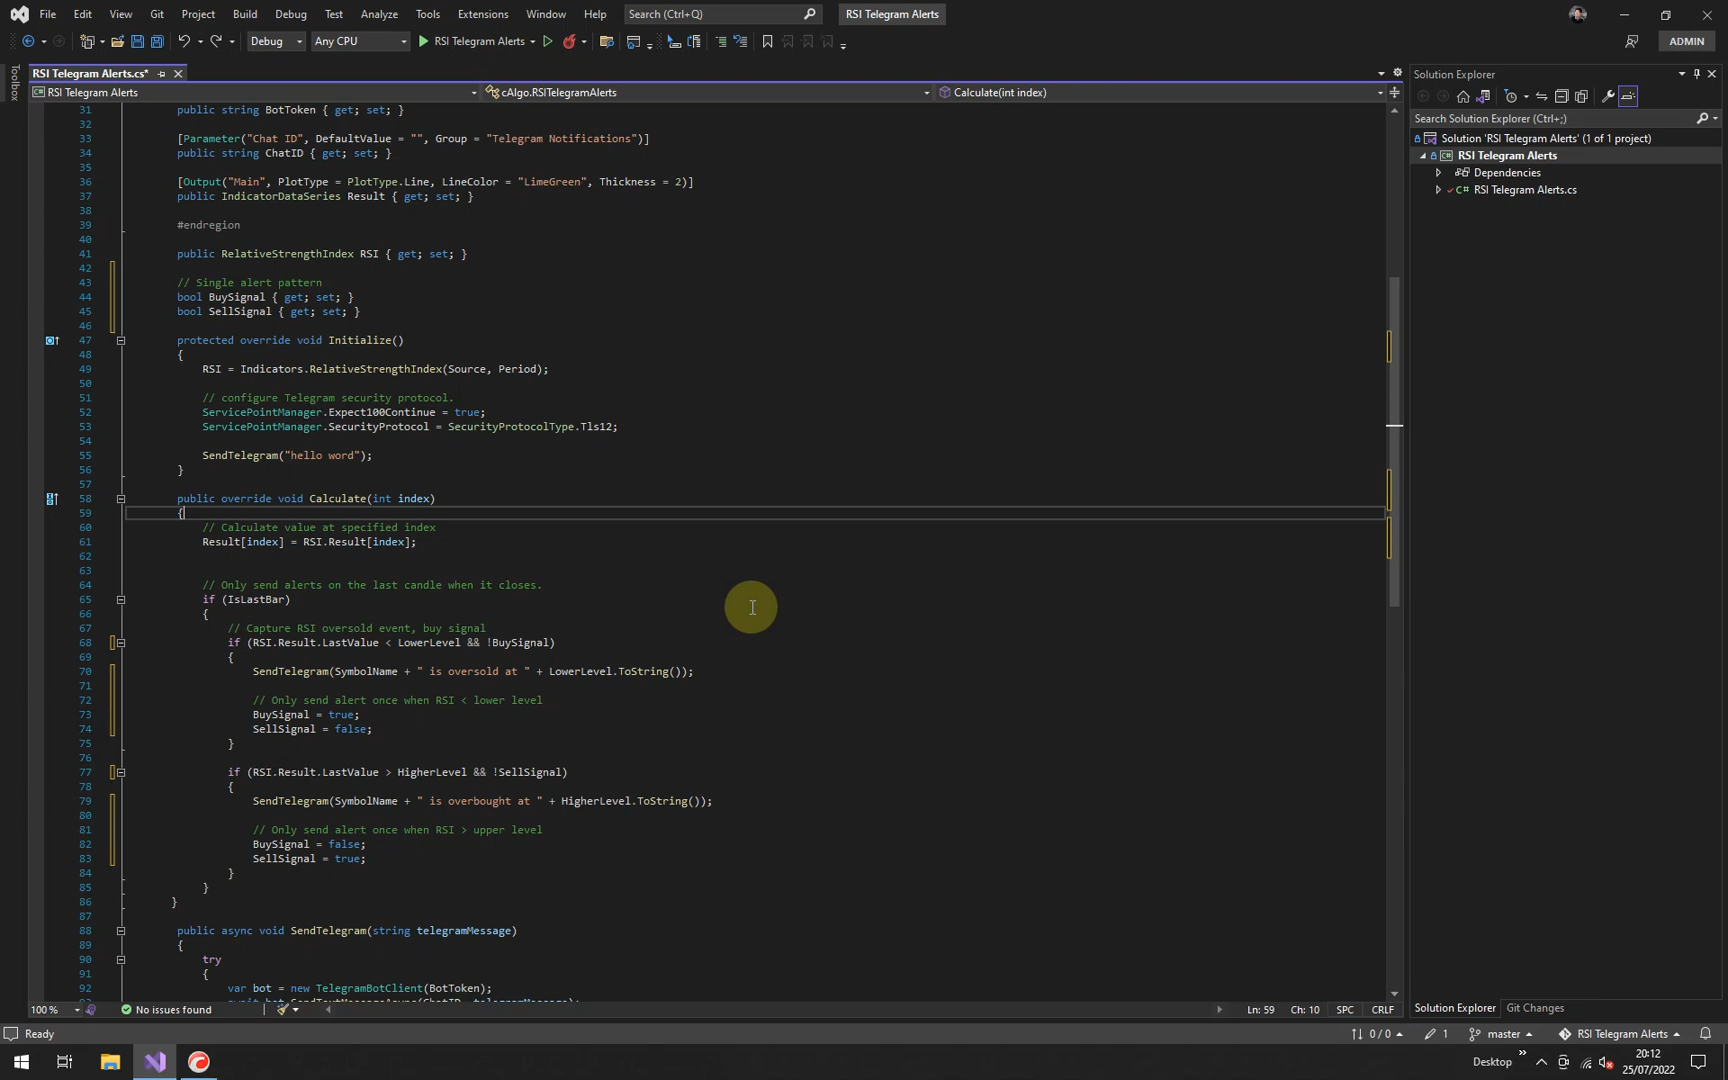 File Edit View Git Project Build Debug Test Analyze Tools Extensions Window Help Search (Ctrl+Q) RSI Telegram Alerts
Debug Any CPU RSI Telegram Alerts ADMIN
Toolbox
RSI Telegram Alerts.cs*
RSI Telegram Alerts cAlgo.RSITelegramAlerts Calculate(int index)
31 public string BotToken { get; set; }
32
33 [Parameter("Chat ID", DefaultValue = "", Group = "Telegram Notifications")]
34 public string ChatID { get; set; }
35
36 [Output("Main", PlotType = PlotType.Line, LineColor = "LimeGreen", Thickness = 2)]
37 public IndicatorDataSeries Result { get; set; }
38
39 #endregion
40
41 public RelativeStrengthIndex RSI { get; set; }
42
43 // Single alert pattern
44 bool BuySignal { get; set; }
45 bool SellSignal { get; set; }
46
47 protected override void Initialize()
48 {
49 RSI = Indicators.RelativeStrengthIndex(Source, Period);
50
51 // configure Telegram security protocol.
52 ServicePointManager.Expect100Continue = true;
53 ServicePointManager.SecurityProtocol = SecurityProtocolType.Tls12;
54
55 SendTelegram("hello word");
56 }
57
58 public override void Calculate(int index)
59 {
60 // Calculate value at specified index
61 Result[index] = RSI.Result[index];
62
63
64 // Only send alerts on the last candle when it closes.
65 if (IsLastBar)
66 {
67 // Capture RSI oversold event, buy signal
68 if (RSI.Result.LastValue < LowerLevel && !BuySignal)
69 {
70 SendTelegram(SymbolName + " is oversold at " + LowerLevel.ToString());
71
72 // Only send alert once when RSI < lower level
73 BuySignal = true;
74 SellSignal = false;
75 }
76
77 if (RSI.Result.LastValue > HigherLevel && !SellSignal)
78 {
79 SendTelegram(SymbolName + " is overbought at " + HigherLevel.ToString());
80
81 // Only send alert once when RSI > upper level
82 BuySignal = false;
83 SellSignal = true;
84 }
85 }
86 }
87
88 public async void SendTelegram(string telegramMessage)
89 {
90 try
91 {
92 var bot = new TelegramBotClient(BotToken);
Solution Explorer
Search Solution Explorer (Ctrl+;)
Solution 'RSI Telegram Alerts' (1 of 1 project)
RSI Telegram Alerts
Dependencies
C# RSI Telegram Alerts.cs
Solution Explorer Git Changes
100 % No issues found Ln: 59 Ch: 10 SPC CRLF
Ready 0 / 0 1 master RSI Telegram Alerts
Desktop 20:12
25/07/2022